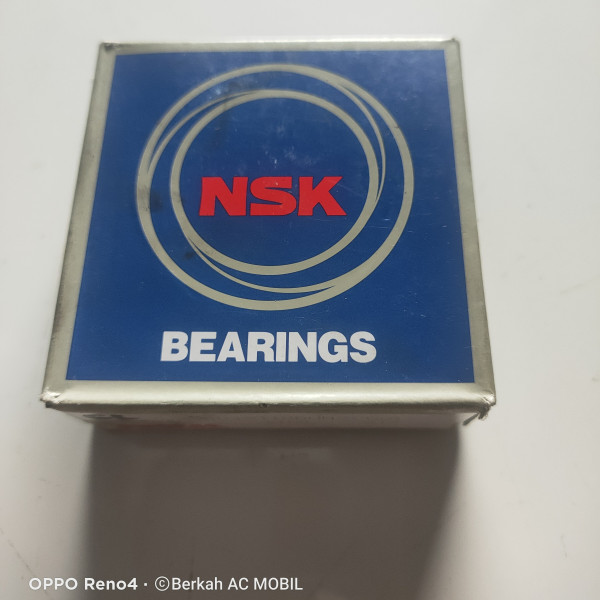 NSK
BEARINGS
OPPO Reno4 · ©Berkah AC MOBIL